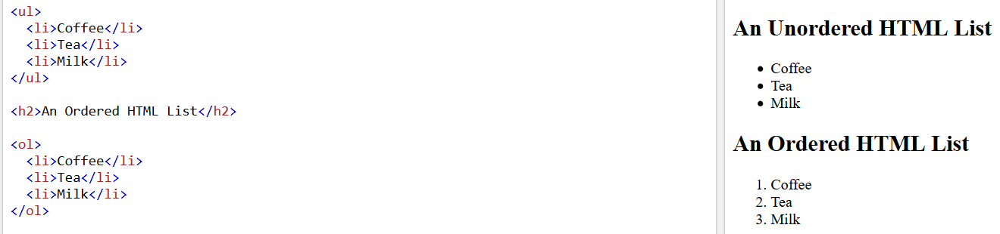 <ul>
  <li>Coffee</li>
  <li>Tea</li>
  <li>Milk</li>
</ul>
<h2>An Ordered HTML List</h2>
<ol>
  <li>Coffee</li>
  <li>Tea</li>
  <li>Milk</li>
</ol>
An Unordered HTML List
• Coffee
• Tea
• Milk
An Ordered HTML List
1. Coffee
2. Tea
3. Milk